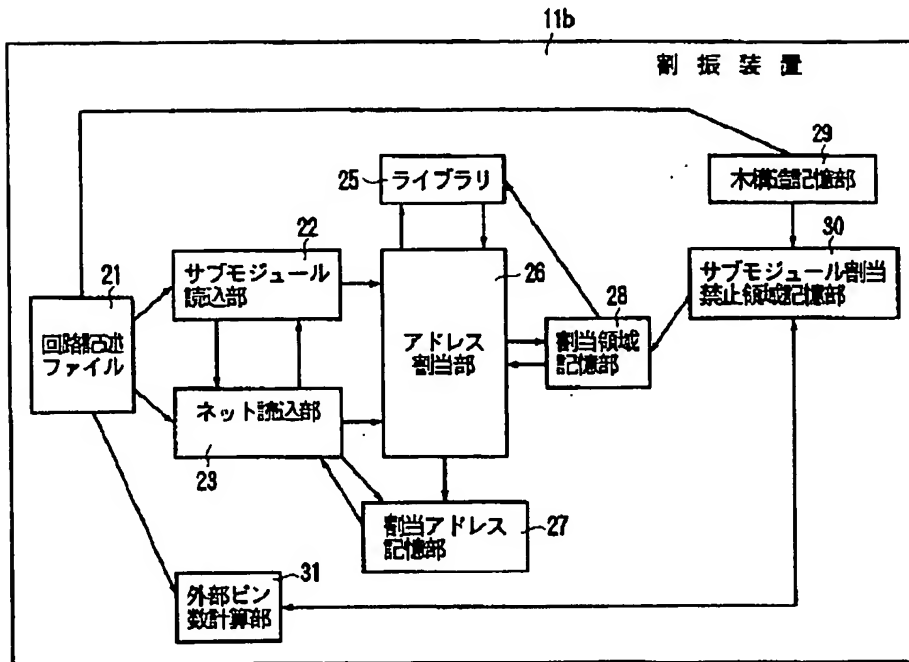 11b
割振装置
29
25
ライブラリ
木構造記憶部
22
30
21
サブモジュール
読込部
26
サブモジュール割当
禁止領域記憶部
28
回路記述
ファイル
アドレス
割当部
割当領域
記憶部
ネット読込部
23
割当アドレス
記憶部
27
31
外部ピン
数計算部